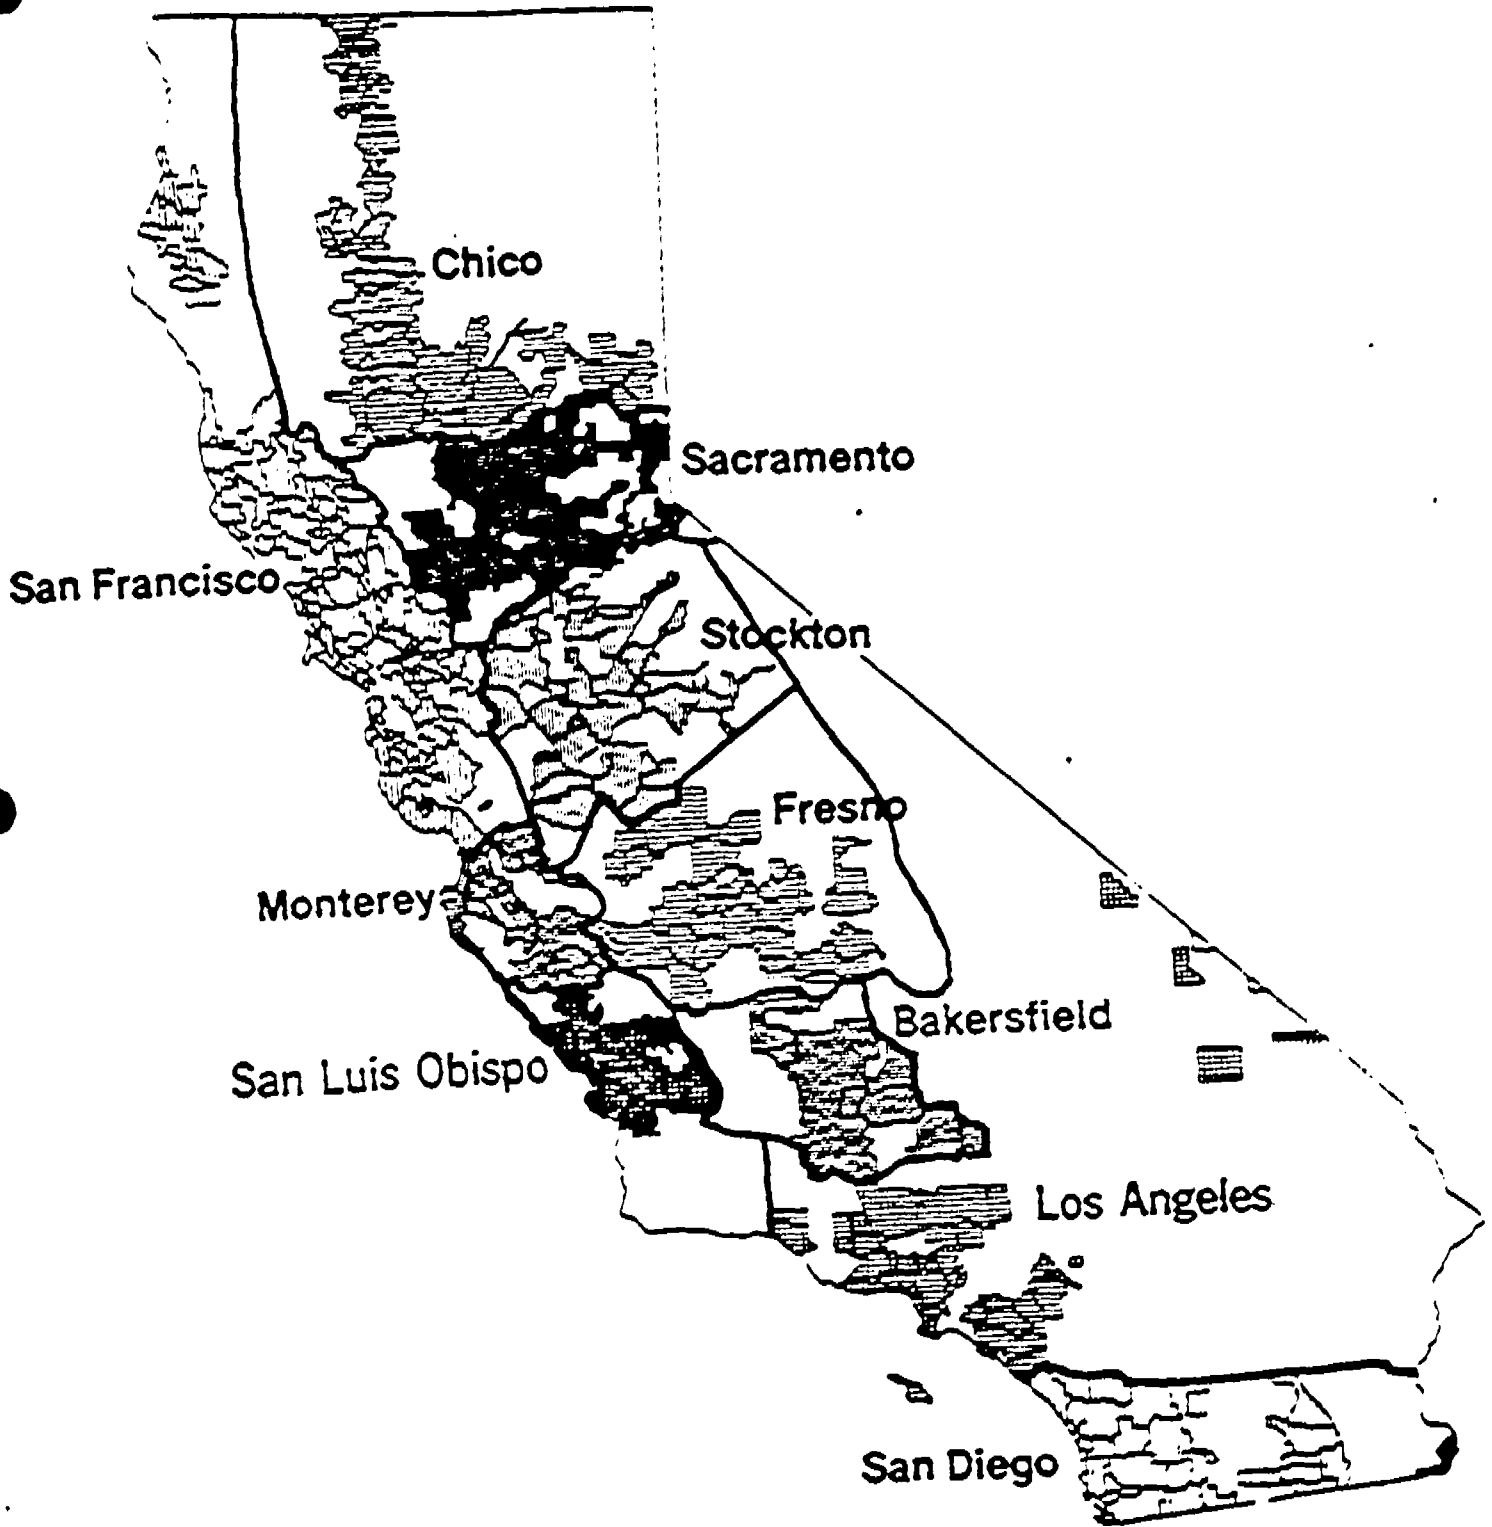 Chico
Sacramento
San Francisco
Stockton
Fresno
Monterey
Bakersfield
San Luis Obispo
Los Angeles
San Diego